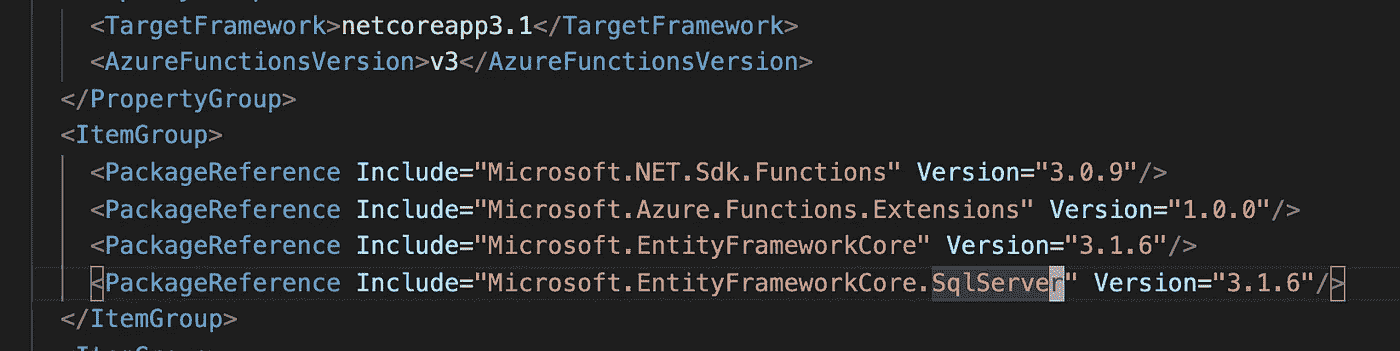 <TargetFramework>netcoreapp3.1</TargetFramework>
<AzureFunctionsVersion>v3</AzureFunctionsVersion>
</PropertyGroup>
<ItemGroup>
<PackageReference Include="Microsoft.NET.Sdk.Functions" Version="3.0.9"/>
<PackageReference Include="Microsoft.Azure.Functions.Extensions" Version="1.0.0"/>
<PackageReference Include="Microsoft.EntityFrameworkCore" Version="3.1.6"/>
<PackageReference Include="Microsoft.EntityFrameworkCore.SqlServer" Version="3.1.6"/>
</ItemGroup>